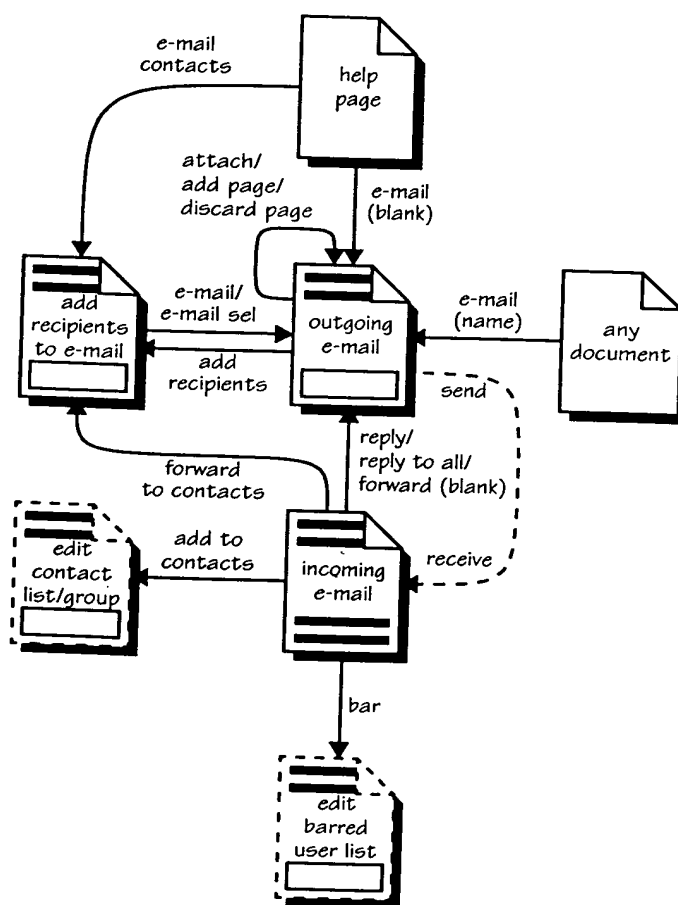 e-mail
contacts
help
page
attach/
add page/
discard page
e-mail
(blank)
add
recipients
to e-mail
e-mail/
e-mail sel
add
recipients
outgoing
e-mail
e-mail
(name)
any
document
send
forward
to contacts
reply/
reply to all/
forward (blank)
edit
contact
list/group
add to
contacts
incoming
e-mail
receive
bar
edit
barred
user list